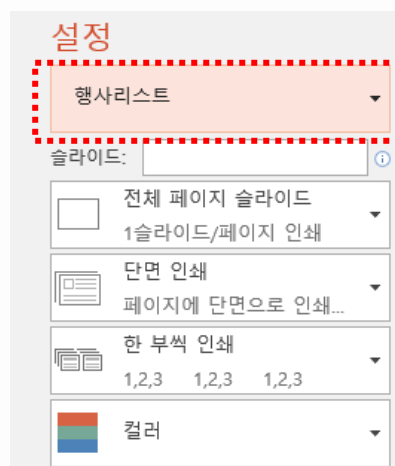 설정
행사리스트
슬라이드:
전체 페이지 슬라이드
1슬라이드/페이지 인쇄
단면 인쇄
페이지에 단면으로 인쇄...
한 부씩 인쇄
1,2,3 1,2,3 1,2,3
컬러